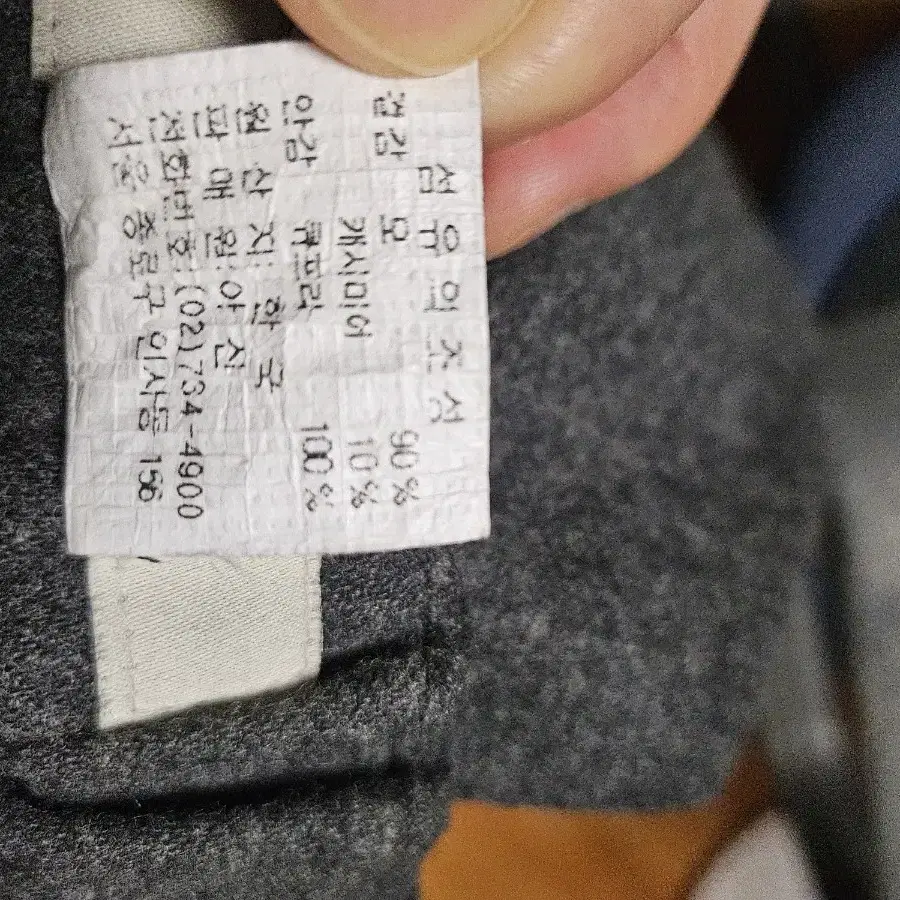 섬유의조성
겉감 모 90%
캐시미어 10%
안감 큐프라 100%
원산지: 한국
판매원: 아신
전화번호: (02)734-4900
서울 종로구 인사동 156